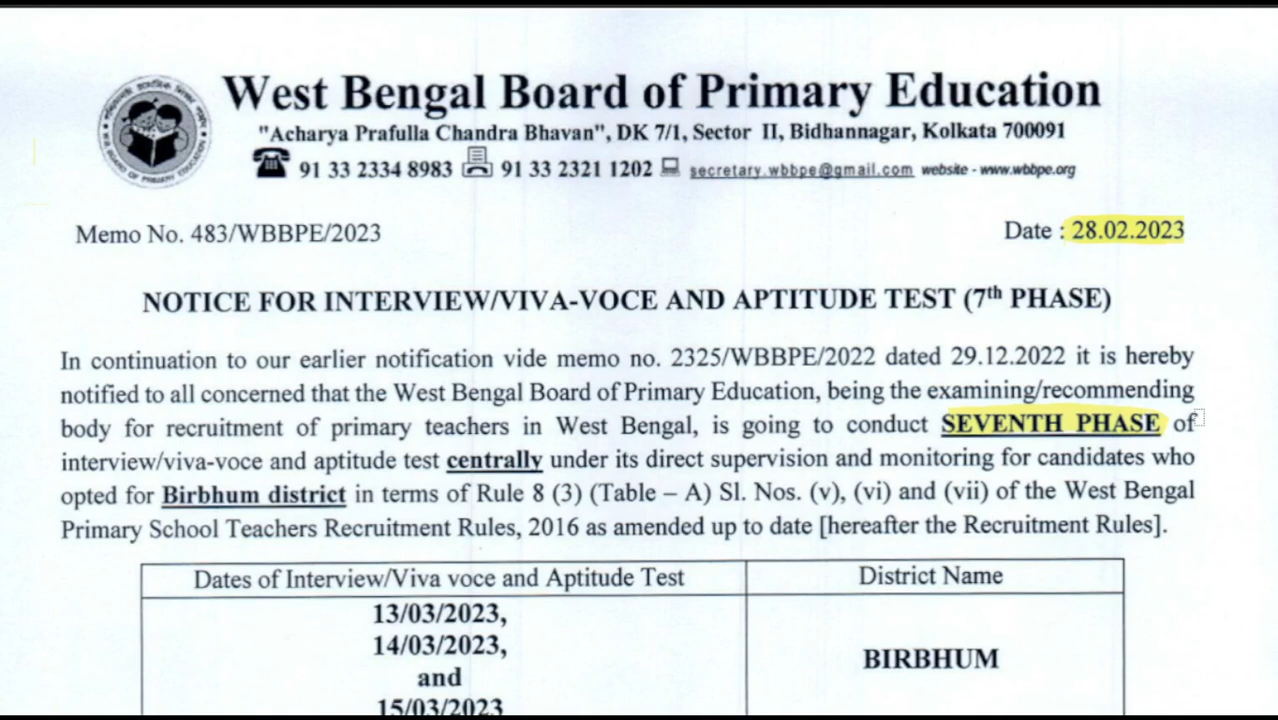 West Bengal Board of Primary Education
"Acharya Prafulla Chandra Bhavan", DK 7/1, Sector II, Bidhannagar, Kolkata 700091
91 33 2334 8983 91 33 2321 1202 secretary.wbbpe@gmail.com website - www.wbbpe.org
Memo No. 483/WBBPE/2023 Date : 28.02.2023
NOTICE FOR INTERVIEW/VIVA-VOCE AND APTITUDE TEST (7th PHASE)
In continuation to our earlier notification vide memo no. 2325/WBBPE/2022 dated 29.12.2022 it is hereby
notified to all concerned that the West Bengal Board of Primary Education, being the examining/recommending
body for recruitment of primary teachers in West Bengal, is going to conduct SEVENTH PHASE of
interview/viva-voce and aptitude test centrally under its direct supervision and monitoring for candidates who
opted for Birbhum district in terms of Rule 8 (3) (Table – A) Sl. Nos. (v), (vi) and (vii) of the West Bengal
Primary School Teachers Recruitment Rules, 2016 as amended up to date [hereafter the Recruitment Rules].
Dates of Interview/Viva voce and Aptitude Test District Name
13/03/2023,
14/03/2023,
and
15/03/2023
BIRBHUM